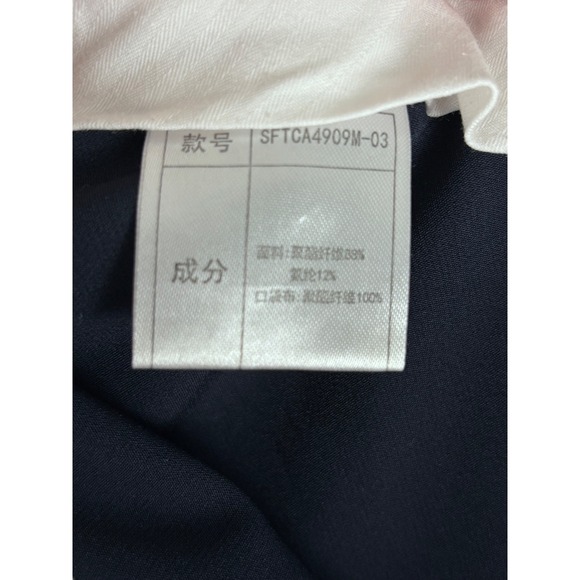 款号 SFTCA4909M-03
成分 面料:聚酯纤维88%
氨纶12%
口袋布:聚酯纤维100%